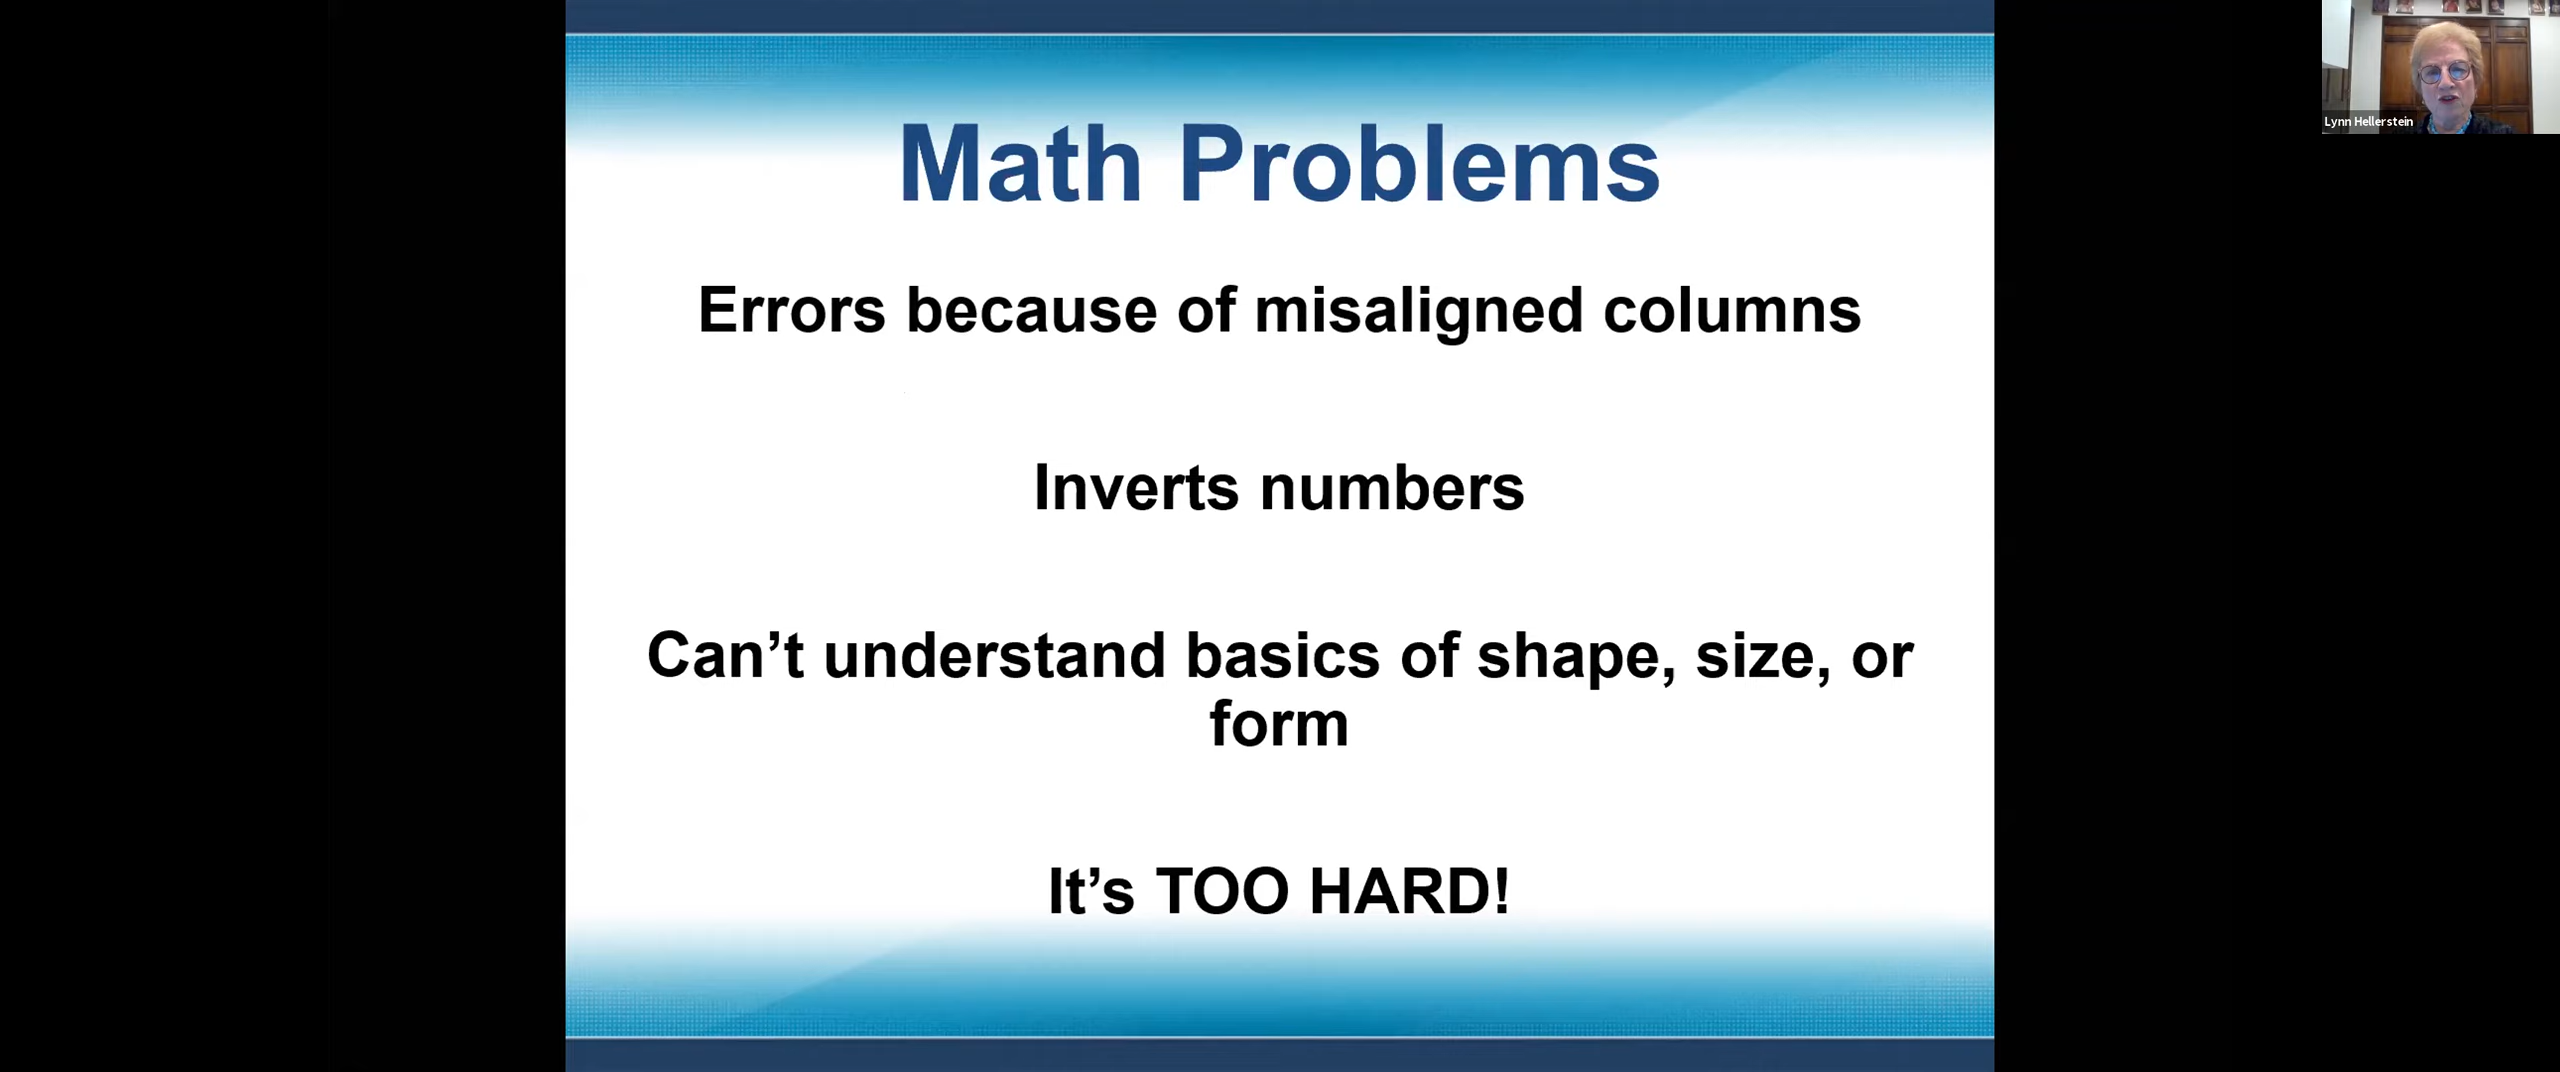 Math Problems
Errors because of misaligned columns
Inverts numbers
Can’t understand basics of shape, size, or
form
It’s TOO HARD!
Lynn Hellerstein